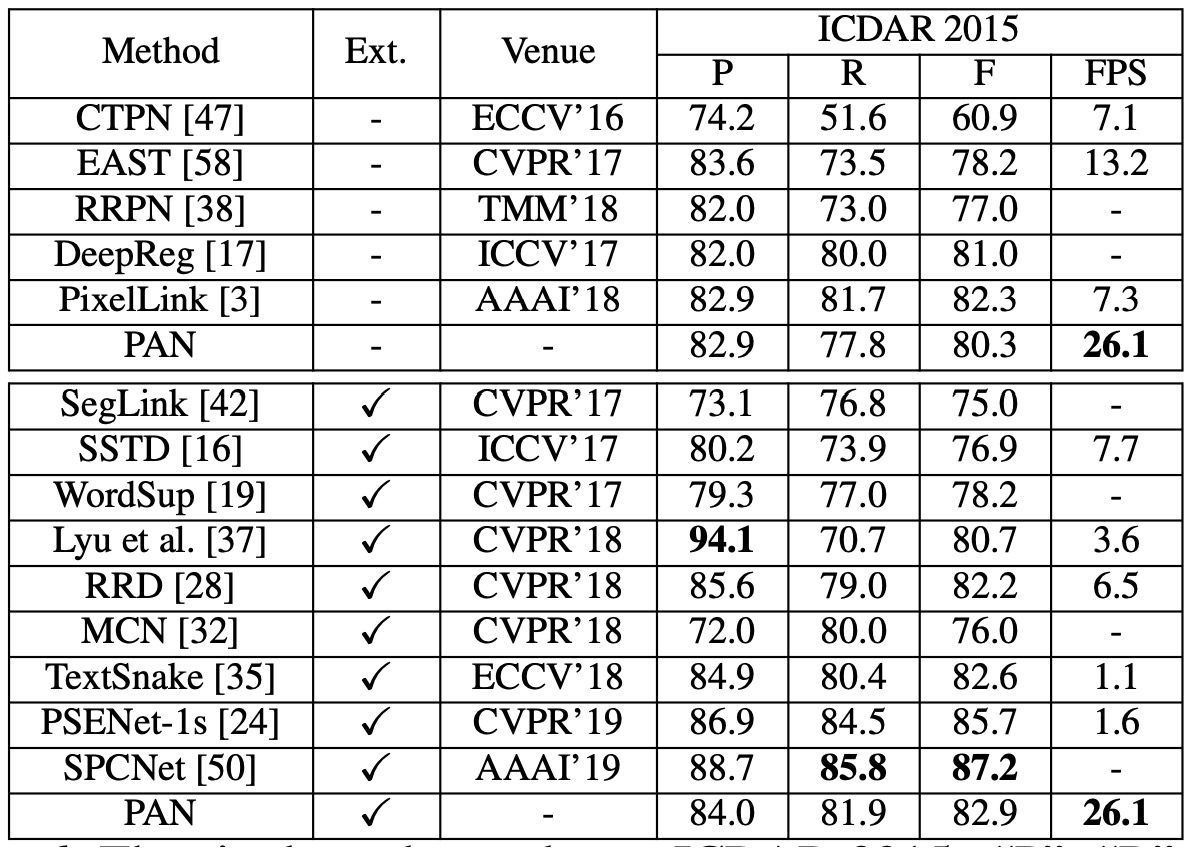 Method Ext. Venue ICDAR 2015
P R F FPS
CTPN [47] - ECCV’16 74.2 51.6 60.9 7.1
EAST [58] - CVPR’17 83.6 73.5 78.2 13.2
RRPN [38] - TMM’18 82.0 73.0 77.0 -
DeepReg [17] - ICCV’17 82.0 80.0 81.0 -
PixelLink [3] - AAAI’18 82.9 81.7 82.3 7.3
PAN - - 82.9 77.8 80.3 26.1
SegLink [42] ✓ CVPR’17 73.1 76.8 75.0 -
SSTD [16] ✓ ICCV’17 80.2 73.9 76.9 7.7
WordSup [19] ✓ CVPR’17 79.3 77.0 78.2 -
Lyu et al. [37] ✓ CVPR’18 94.1 70.7 80.7 3.6
RRD [28] ✓ CVPR’18 85.6 79.0 82.2 6.5
MCN [32] ✓ CVPR’18 72.0 80.0 76.0 -
TextSnake [35] ✓ ECCV’18 84.9 80.4 82.6 1.1
PSENet-1s [24] ✓ CVPR’19 86.9 84.5 85.7 1.6
SPCNet [50] ✓ AAAI’19 88.7 85.8 87.2 -
PAN ✓ - 84.0 81.9 82.9 26.1